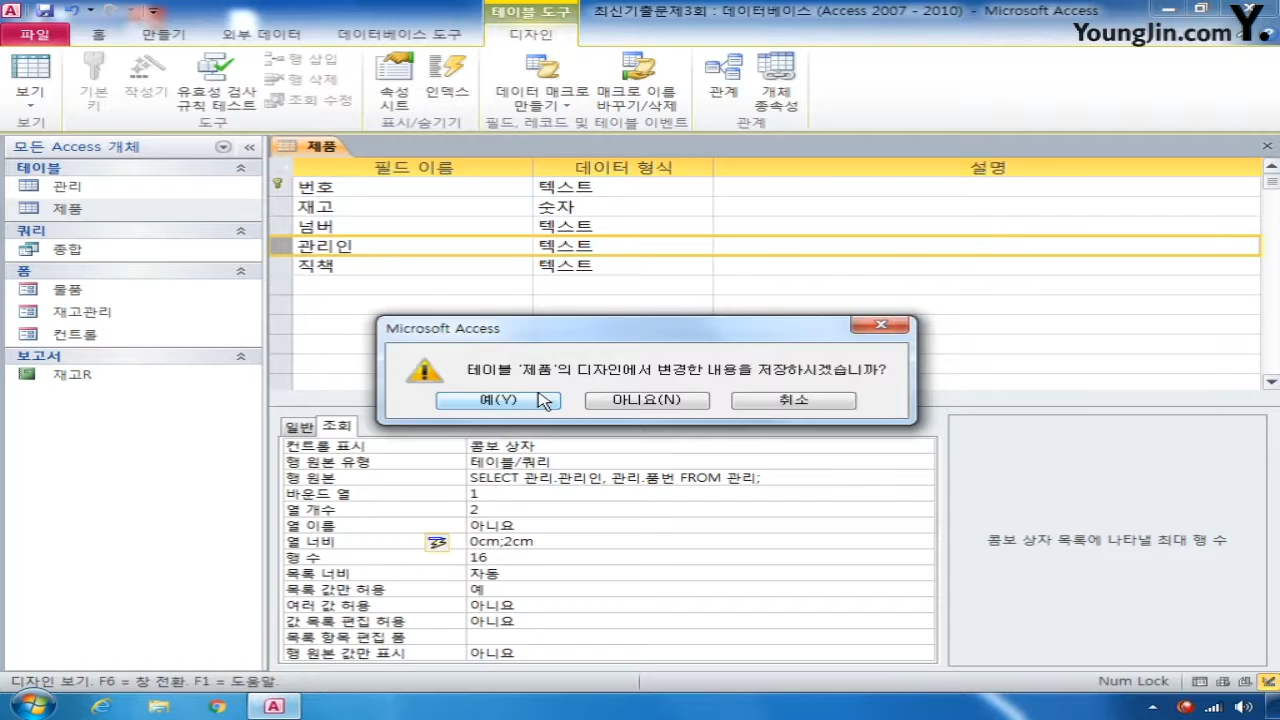 최신기출문제3회 : 데이터베이스 (Access 2007 - 2010) - Microsoft Access
테이블 도구
YoungJin.com Y.
파일 홈 만들기 외부 데이터 데이터베이스 도구 디자인
보기
기본 키
작성기
유효성 검사 규칙 테스트
행 삽입
행 삭제
조회 수정
속성 시트
인덱스
데이터 매크로 만들기
매크로 이름 바꾸기/삭제
관계
개체 종속성
보기 도구 표시/숨기기 필드, 레코드 및 테이블 이벤트 관계
모든 Access 개체
테이블
관리
제품
쿼리
종합
폼
물품
재고관리
컨트롤
보고서
재고R
제품
필드 이름 데이터 형식 설명
번호 텍스트
재고 숫자
넘버 텍스트
관리인 텍스트
직책 텍스트
Microsoft Access
테이블 '제품'의 디자인에서 변경한 내용을 저장하시겠습니까?
예(Y) 아니요(N) 취소
일반 조회
컨트롤 표시 콤보 상자
행 원본 유형 테이블/쿼리
행 원본 SELECT 관리.관리인, 관리.품번 FROM 관리;
바운드 열 1
열 개수 2
열 이름 아니요
열 너비 0cm;2cm
행 수 16
목록 너비 자동
목록 값만 허용 예
여러 값 허용 아니요
값 목록 편집 허용 아니요
목록 항목 편집 폼
행 원본 값만 표시 아니요
콤보 상자 목록에 나타낼 최대 행 수
디자인 보기. F6 = 창 전환. F1 = 도움말.
Num Lock